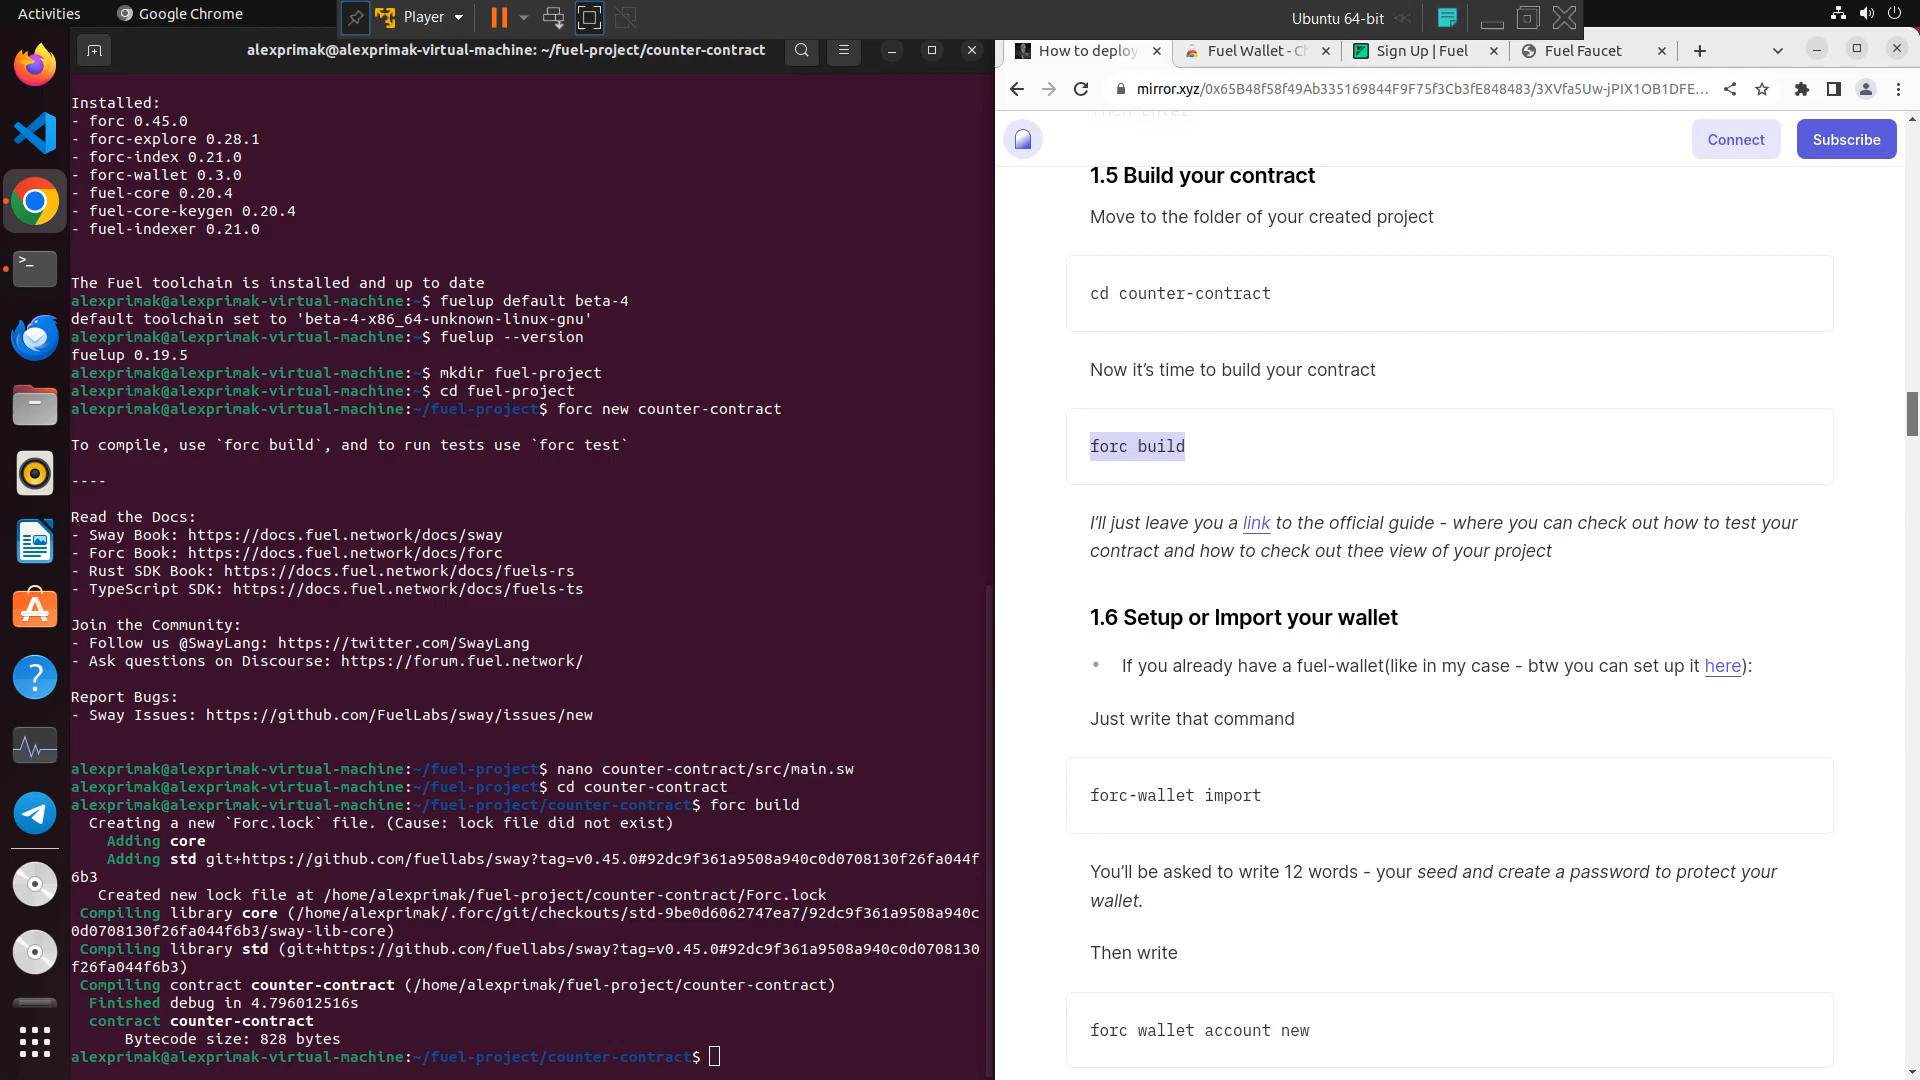 Activities
Google Chrome
Player
Ubuntu 64-bit
alexprimak@alexprimak-virtual-machine: ~/fuel-project/counter-contract
Installed:
- forc 0.45.0
- forc-explore 0.28.1
- forc-index 0.21.0
- forc-wallet 0.3.0
- fuel-core 0.20.4
- fuel-core-keygen 0.20.4
- fuel-indexer 0.21.0
The Fuel toolchain is installed and up to date
alexprimak@alexprimak-virtual-machine:~$ fuelup default beta-4
default toolchain set to 'beta-4-x86_64-unknown-linux-gnu'
alexprimak@alexprimak-virtual-machine:~$ fuelup --version
fuelup 0.19.5
alexprimak@alexprimak-virtual-machine:~$ mkdir fuel-project
alexprimak@alexprimak-virtual-machine:~$ cd fuel-project
alexprimak@alexprimak-virtual-machine:~/fuel-project$ forc new counter-contract
To compile, use `forc build`, and to run tests use `forc test`
----
Read the Docs:
- Sway Book: https://docs.fuel.network/docs/sway
- Forc Book: https://docs.fuel.network/docs/forc
- Rust SDK Book: https://docs.fuel.network/docs/fuels-rs
- TypeScript SDK: https://docs.fuel.network/docs/fuels-ts
Join the Community:
- Follow us @SwayLang: https://twitter.com/SwayLang
- Ask questions on Discourse: https://forum.fuel.network/
Report Bugs:
- Sway Issues: https://github.com/FuelLabs/sway/issues/new
alexprimak@alexprimak-virtual-machine:~/fuel-project$ nano counter-contract/src/main.sw
alexprimak@alexprimak-virtual-machine:~/fuel-project$ cd counter-contract
alexprimak@alexprimak-virtual-machine:~/fuel-project/counter-contract$ forc build
Creating a new `Forc.lock` file. (Cause: lock file did not exist)
Adding core
Adding std git+https://github.com/fuellabs/sway?tag=v0.45.0#92dc9f361a9508a940c0d0708130f26fa044f
6b3
Created new lock file at /home/alexprimak/fuel-project/counter-contract/Forc.lock
Compiling library core (/home/alexprimak/.forc/git/checkouts/std-9be0d6062747ea7/92dc9f361a9508a940c
0d0708130f26fa044f6b3/sway-lib-core)
Compiling library std (git+https://github.com/fuellabs/sway?tag=v0.45.0#92dc9f361a9508a940c0d0708130
f26fa044f6b3)
Compiling contract counter-contract (/home/alexprimak/fuel-project/counter-contract)
Finished debug in 4.796012516s
contract counter-contract
Bytecode size: 828 bytes
alexprimak@alexprimak-virtual-machine:~/fuel-project/counter-contract$
How to deploy
Fuel Wallet - Ch
Sign Up | Fuel
Fuel Faucet
mirror.xyz/0x65B48f58f49Ab335169844F9F75f3Cb3fE848483/3XVfa5Uw-jPIX1OB1DFE...
Connect
Subscribe
1.5 Build your contract
Move to the folder of your created project
cd counter-contract
Now it's time to build your contract
forc build
I'll just leave you a link to the official guide - where you can check out how to test your
contract and how to check out thee view of your project
1.6 Setup or Import your wallet
• If you already have a fuel-wallet(like in my case - btw you can set up it here):
Just write that command
forc-wallet import
You'll be asked to write 12 words - your seed and create a password to protect your
wallet.
Then write
forc wallet account new